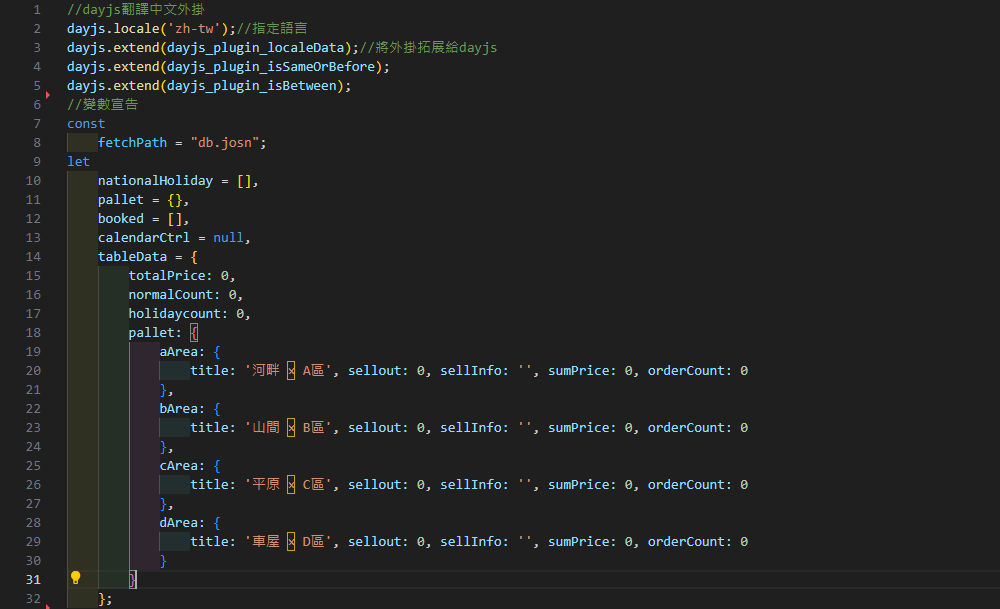 1 //dayjs翻譯中文外掛
2 dayjs.locale('zh-tw');//指定語言
3 dayjs.extend(dayjs_plugin_localeData);//將外掛拓展給dayjs
4 dayjs.extend(dayjs_plugin_isSameOrBefore);
5 dayjs.extend(dayjs_plugin_isBetween);
6 //變數宣告
7 const
8     fetchPath = "db.josn";
9 let
10     nationalHoliday = [],
11     pallet = {},
12     booked = [],
13     calendarCtrl = null,
14     tableData = {
15         totalPrice: 0,
16         normalCount: 0,
17         holidaycount: 0,
18         pallet: {
19             aArea: {
20                 title: '河畔 × A區', sellout: 0, sellInfo: '', sumPrice: 0, orderCount: 0
21             },
22             bArea: {
23                 title: '山間 × B區', sellout: 0, sellInfo: '', sumPrice: 0, orderCount: 0
24             },
25             cArea: {
26                 title: '平原 × C區', sellout: 0, sellInfo: '', sumPrice: 0, orderCount: 0
27             },
28             dArea: {
29                 title: '車屋 × D區', sellout: 0, sellInfo: '', sumPrice: 0, orderCount: 0
30             }
31         }
32     };